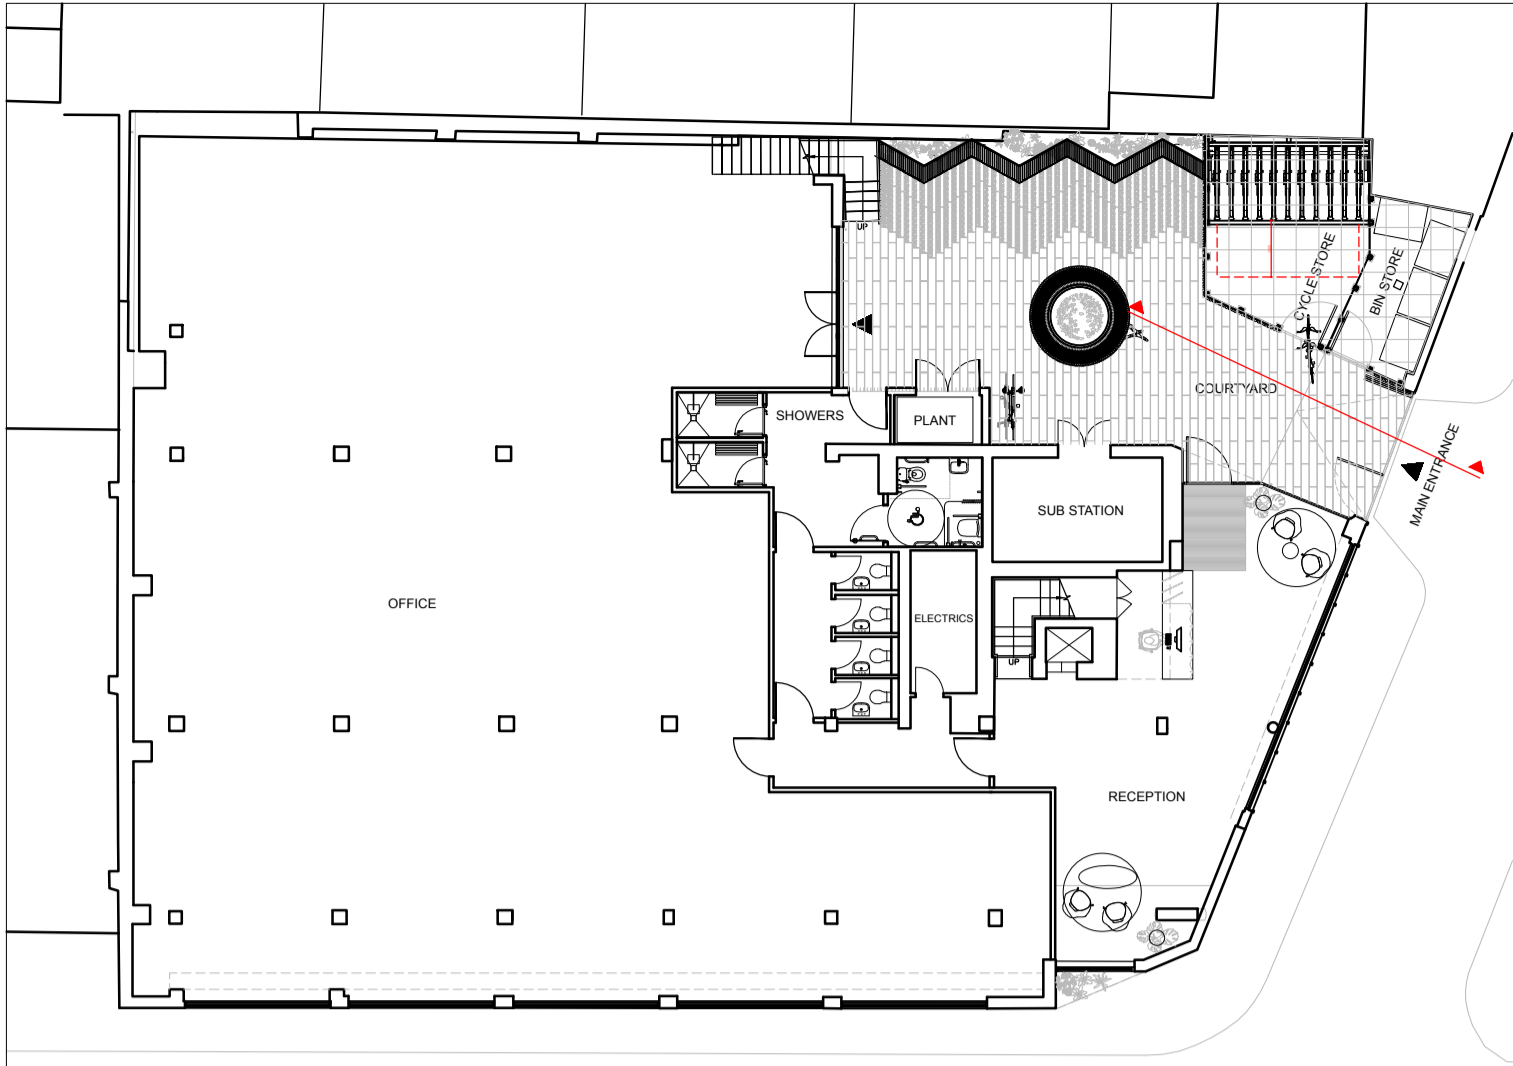 UP
CYCLE STORE
BIN STORE
COURTYARD
SHOWERS
PLANT
MAIN ENTRANCE
SUB STATION
OFFICE
ELECTRICS
UP
RECEPTION